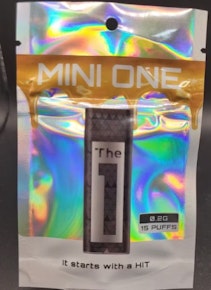 MINI ONE
The
1
0.2G
15 PUFFS
It starts with a HIT